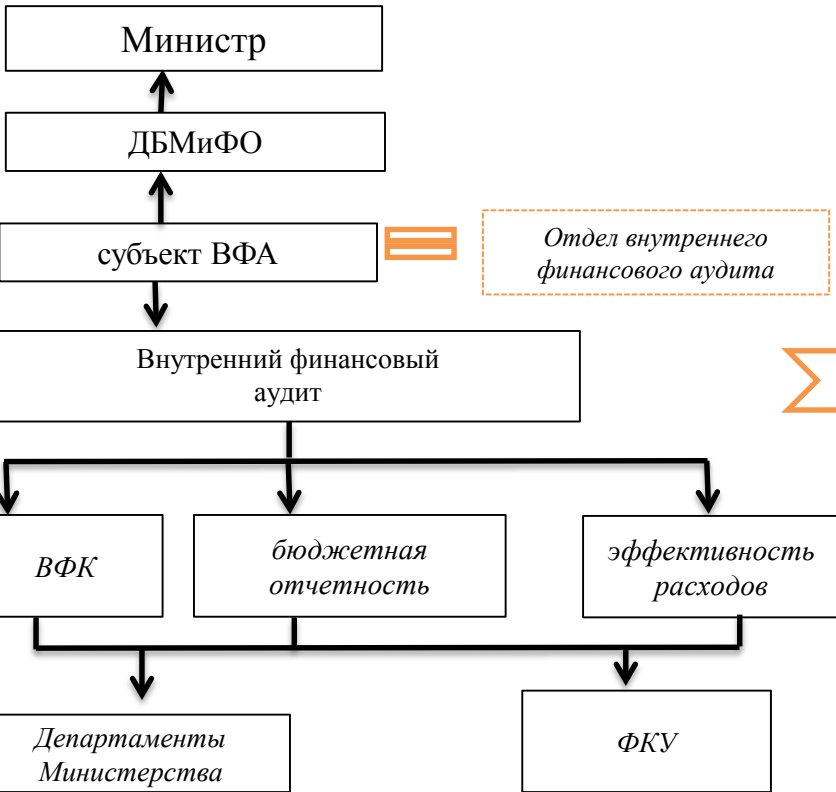 Министр
ДБМиФО
субъект ВФА
Отдел внутреннего
финансового аудита
Внутренний финансовый
аудит
ВФК
бюджетная
отчетность
эффективность
расходов
Департаменты
Министерства
ФКУ